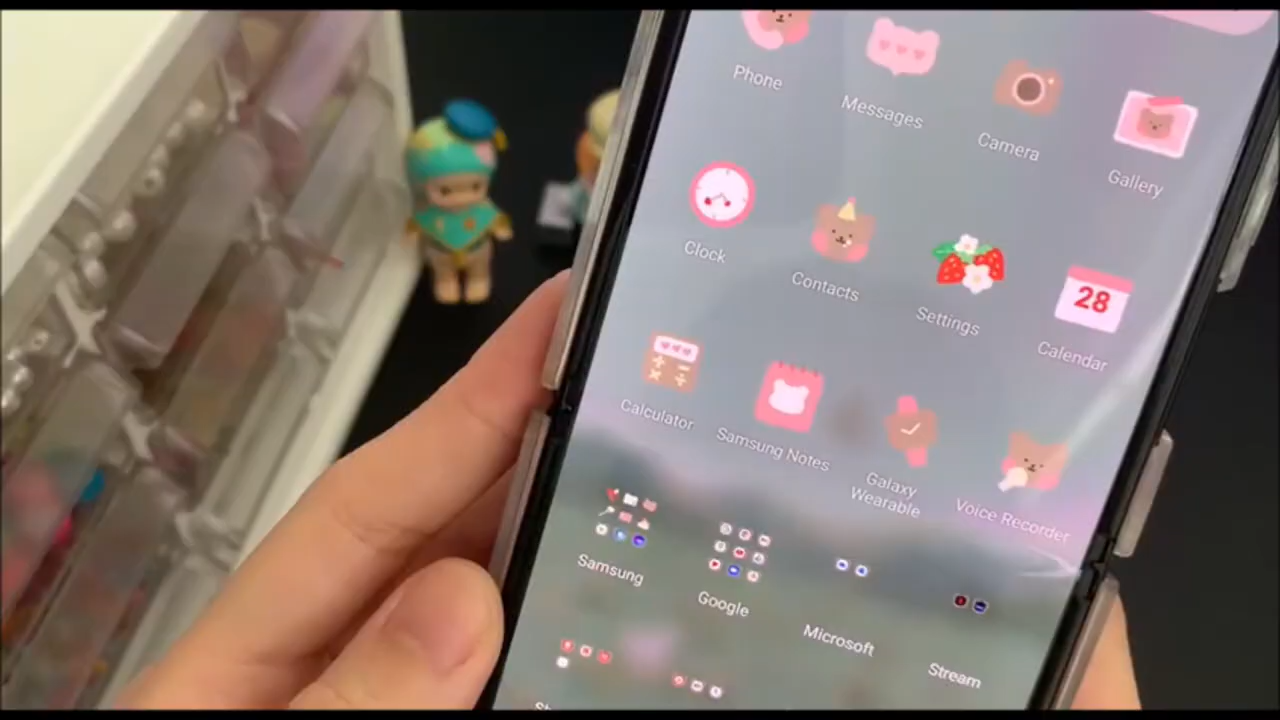 Phone
Messages
Camera
Gallery
Clock
Contacts
Settings
28
Calendar
Calculator
Samsung Notes
Galaxy
Wearable
Voice Recorder
Samsung
Google
Microsoft
Stream